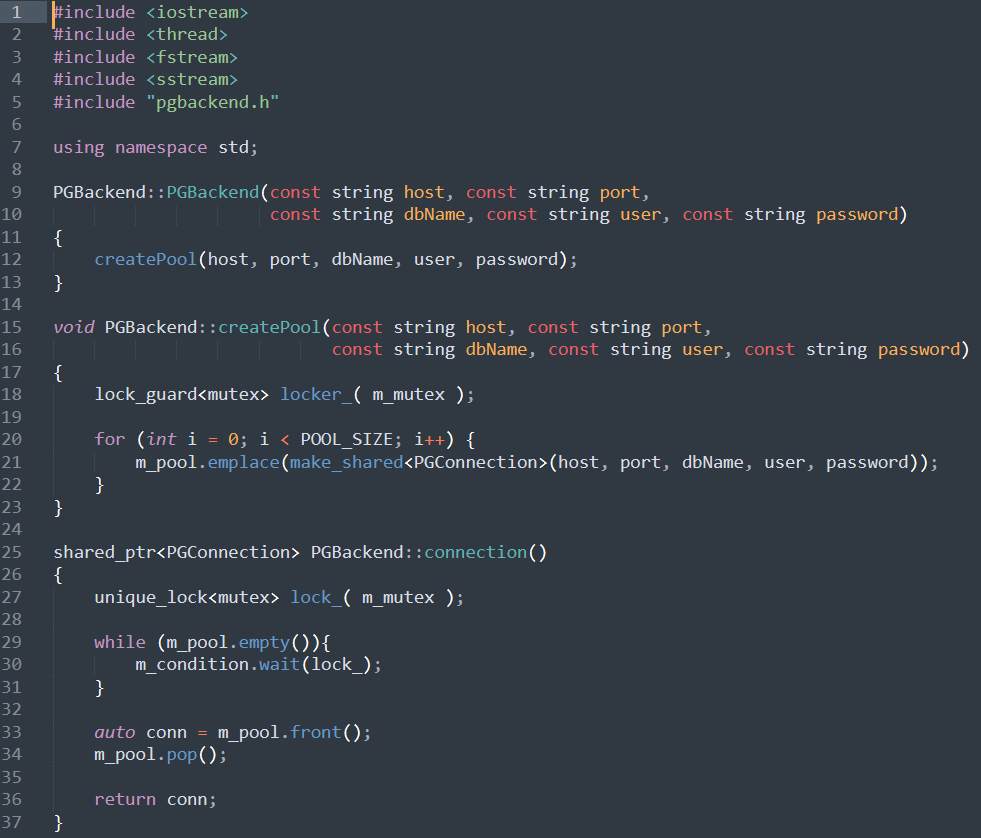 1 #include <iostream>
2 #include <thread>
3 #include <fstream>
4 #include <sstream>
5 #include "pgbackend.h"
6
7 using namespace std;
8
9 PGBackend::PGBackend(const string host, const string port,
10                      const string dbName, const string user, const string password)
11 {
12     createPool(host, port, dbName, user, password);
13 }
14
15 void PGBackend::createPool(const string host, const string port,
16                            const string dbName, const string user, const string password)
17 {
18     lock_guard<mutex> locker_( m_mutex );
19
20     for (int i = 0; i < POOL_SIZE; i++) {
21         m_pool.emplace(make_shared<PGConnection>(host, port, dbName, user, password));
22     }
23 }
24
25 shared_ptr<PGConnection> PGBackend::connection()
26 {
27     unique_lock<mutex> lock_( m_mutex );
28
29     while (m_pool.empty()){
30         m_condition.wait(lock_);
31     }
32
33     auto conn = m_pool.front();
34     m_pool.pop();
35
36     return conn;
37 }